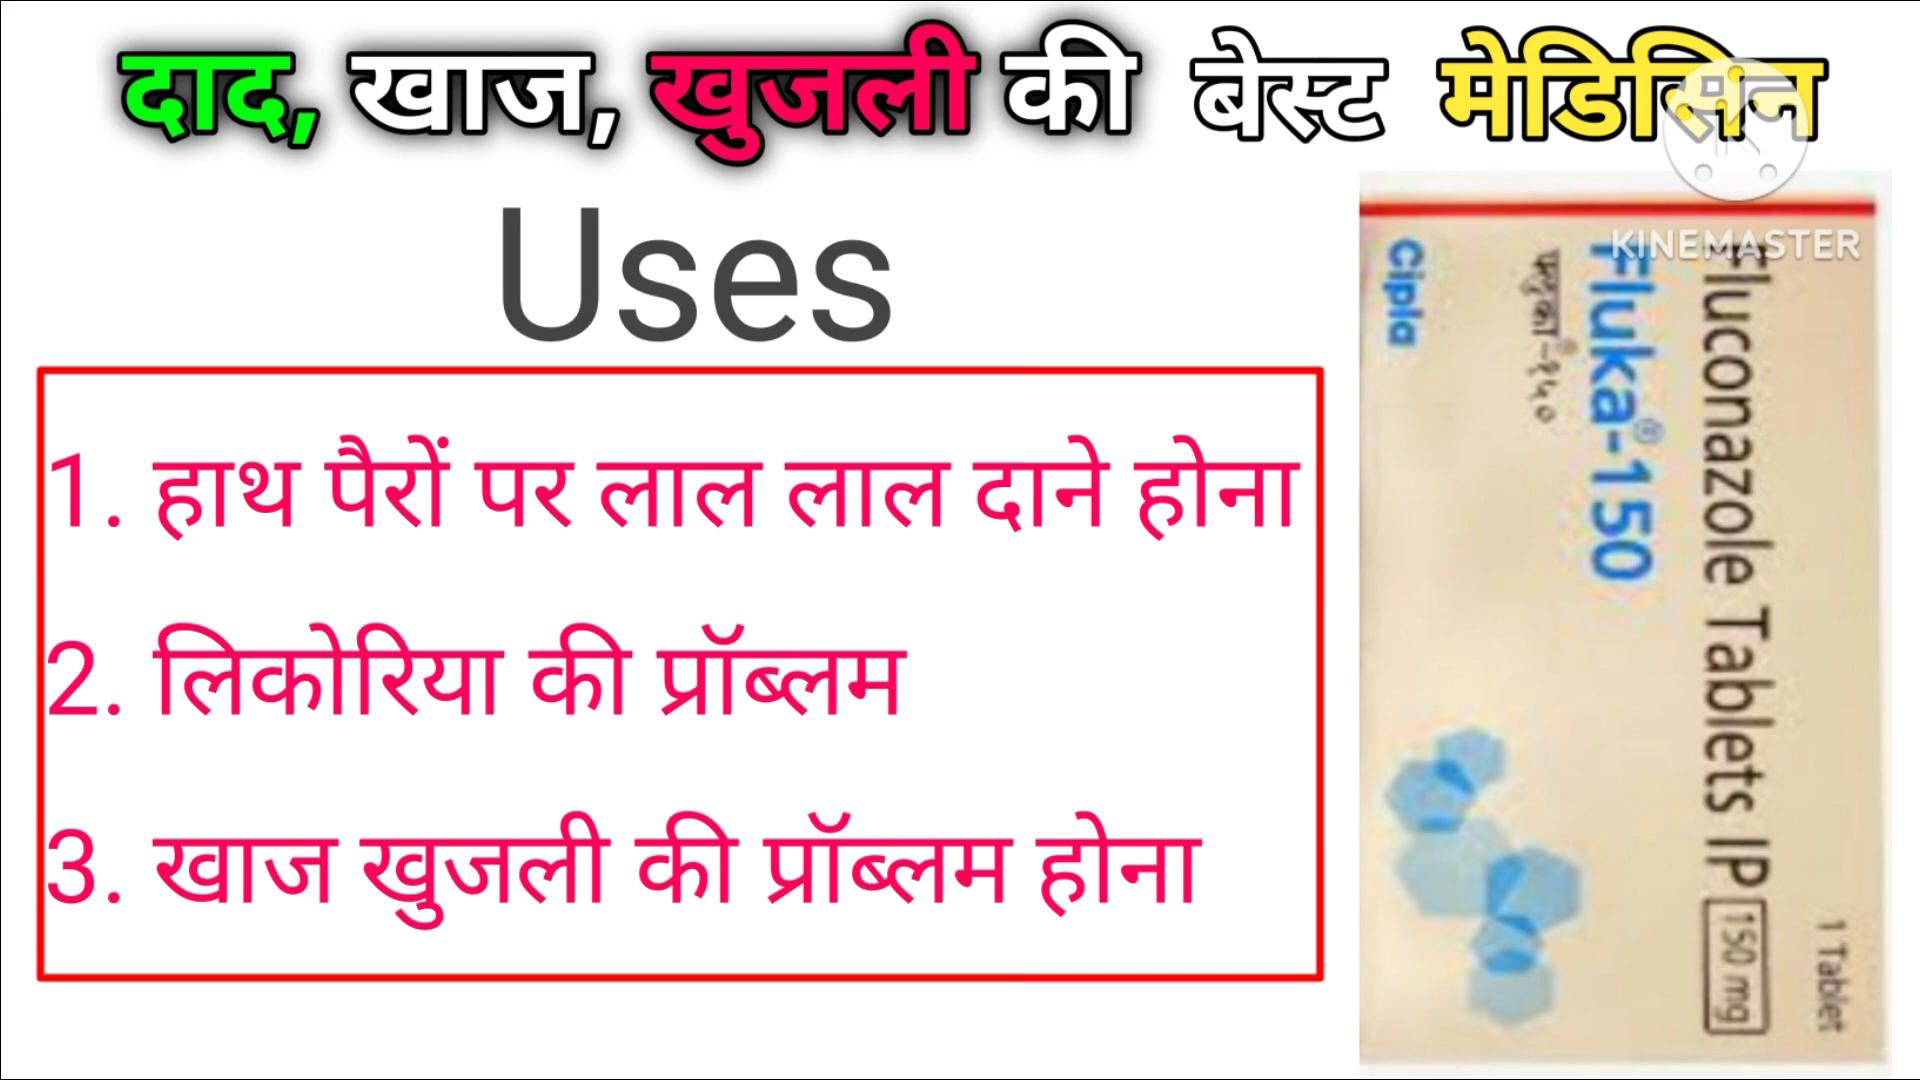 दाद, खाज, खुजली की बेस्ट मेडिसिन
Uses
1. हाथ पैरों पर लाल लाल दाने होना
2. लिकोरिया की प्रॉब्लम
3. खाज खुजली की प्रॉब्लम होना
KINEMASTER
1 Tablet
Fluconazole Tablets IP 150 mg
Fluka®-150
फ्लुका®-१५०
Cipla